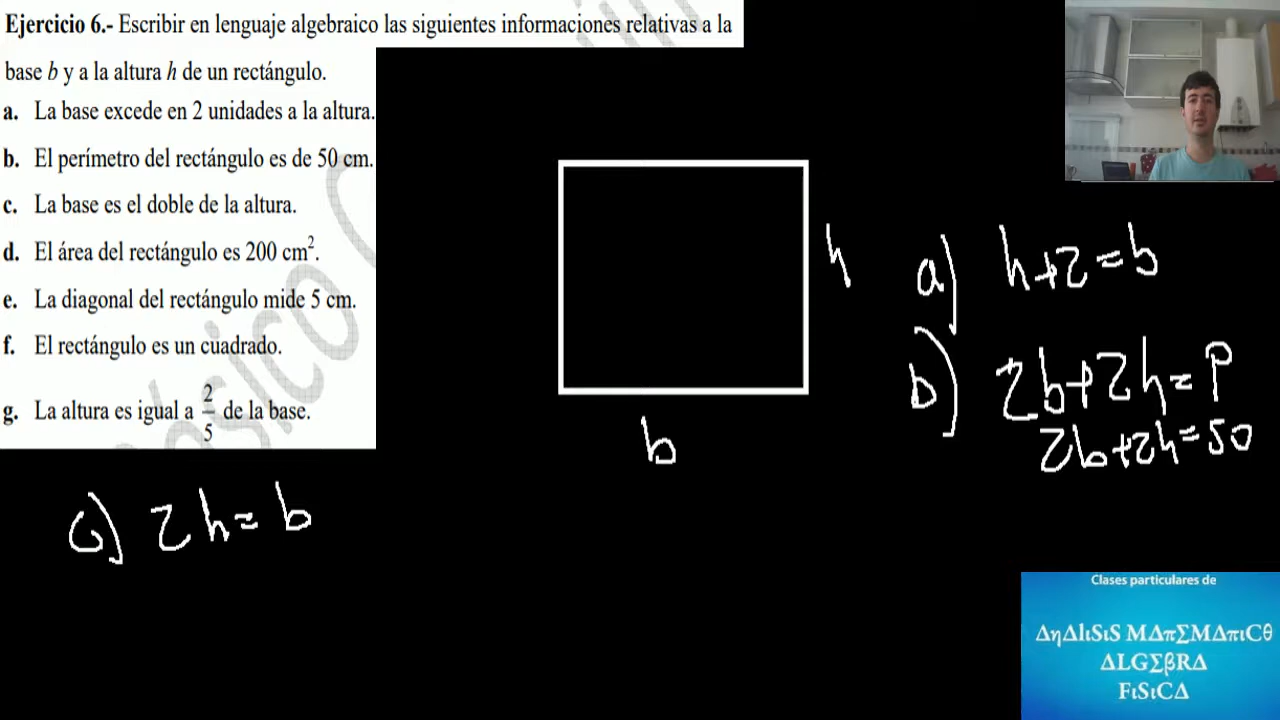 Ejercicio 6.- Escribir en lenguaje algebraico las siguientes informaciones relativas a la
base b y a la altura h de un rectángulo.
a. La base excede en 2 unidades a la altura.
b. El perímetro del rectángulo es de 50 cm.
c. La base es el doble de la altura.
d. El área del rectángulo es 200 cm².
e. La diagonal del rectángulo mide 5 cm.
f. El rectángulo es un cuadrado.
g. La altura es igual a 2/5 de la base.
h
b
a) h+2=b
b) 2b+2h=P
2b+2h=50
c) 2h=b
Clases particulares de
ΔηΔlιSιS MΔπΣMΔπιCθ
ΔLGΣβRΔ
FιSιCΔ